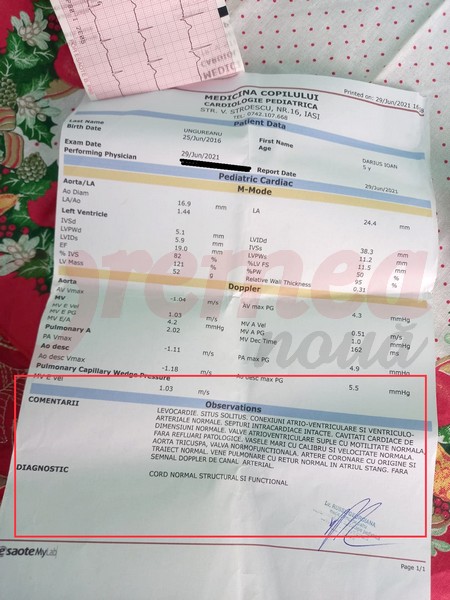 MEDICINA COPILULUI
CARDIOLOGIE PEDIATRICA
STR. V. STROESCU, NR.16, IASI
TEL: 0742.107.666
Printed on: 29/Jun/2021
Patient Data
Last Name UNGUREANU First Name DARIUS IOAN
Birth Date 25/Jun/2016 Age 5 y
Exam Date 29/Jun/2021 Report Date 29/Jun/2021
Performing Physician
Pediatric Cardiac
M-Mode
Aorta/LA
Ao Diam 16.9 mm LA 24.4 mm
LA/Ao 1.44
Left Ventricle
IVSd 5.1 mm LVIDd 38.3 mm
LVPWd 5.9 mm IVSs 11.2 mm
LVIDs 19.0 mm LVPWs 11.5 mm
EF 82 % %LV FS 50 %
% IVS 121 % %PW 95 %
LV Mass 52 g Relative Wall Thickness 0.31
Doppler
Aorta
AV Vmax -1.04 m/s AV max PG 4.3 mmHg
MV
MV E Vel 1.03 m/s MV A Vel 0.51 m/s
MV E PG 4.2 mmHg MV A PG 1.0 mmHg
MV E/A 2.02 MV Dec Time 162
Pulmonary A
PA Vmax -1.11 m/s PA max PG 4.9 mmHg
Ao desc
Ao desc Vmax -1.18 m/s Ao desc max PG 5.5 mmHg
Pulmonary Capillary Wedge Pressure
MV E Vel 1.03 m/s
Observations
COMENTARII
LEVOCARDIE. SITUS SOLITUS. CONEXIUNI ATRIO-VENTRICULARE SI VENTRICULO-
ARTERIALE NORMALE. SEPTURI INTRACARDIACE INTACTE. CAVITATI CARDIACE DE
DIMENSIUNI NORMALE. VALVE ATRIOVENTRICULARE SUPLE CU MOTILITATE NORMALA,
FARA REFLUARI PATOLOGICE. VASELE MARI CU CALIBRU SI VELOCITATE NORMALA.
AORTA TRICUSPA, VALVA NORMOFUNCTIONALA. ARTERE CORONARE CU ORIGINE SI
TRAIECT NORMAL. VENE PULMONARE CU RETUR NORMAL IN ATRIUL STANG. FARA
SEMNAL DOPPLER DE CANAL ARTERIAL.
DIAGNOSTIC
CORD NORMAL STRUCTURAL SI FUNCTIONAL
esaote MyLab
Page 1/1
vremea
nouă